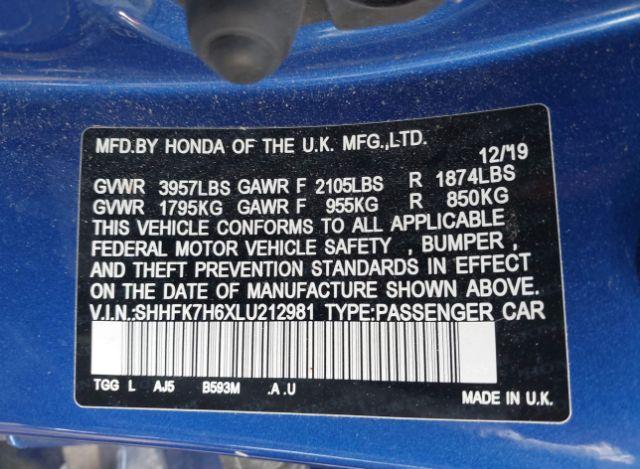 MFD.BY HONDA OF THE U.K. MFG.,LTD.
12/19
GVWR 3957LBS GAWR F 2105LBS R 1874LBS
GVWR 1795KG GAWR F 955KG R 850KG
THIS VEHICLE CONFORMS TO ALL APPLICABLE
FEDERAL MOTOR VEHICLE SAFETY , BUMPER ,
AND THEFT PREVENTION STANDARDS IN EFFECT
ON THE DATE OF MANUFACTURE SHOWN ABOVE.
V.I.N.:SHHFK7H6XLU212981 TYPE:PASSENGER CAR
TGG L AJ5 B593M .A .U
MADE IN U.K.